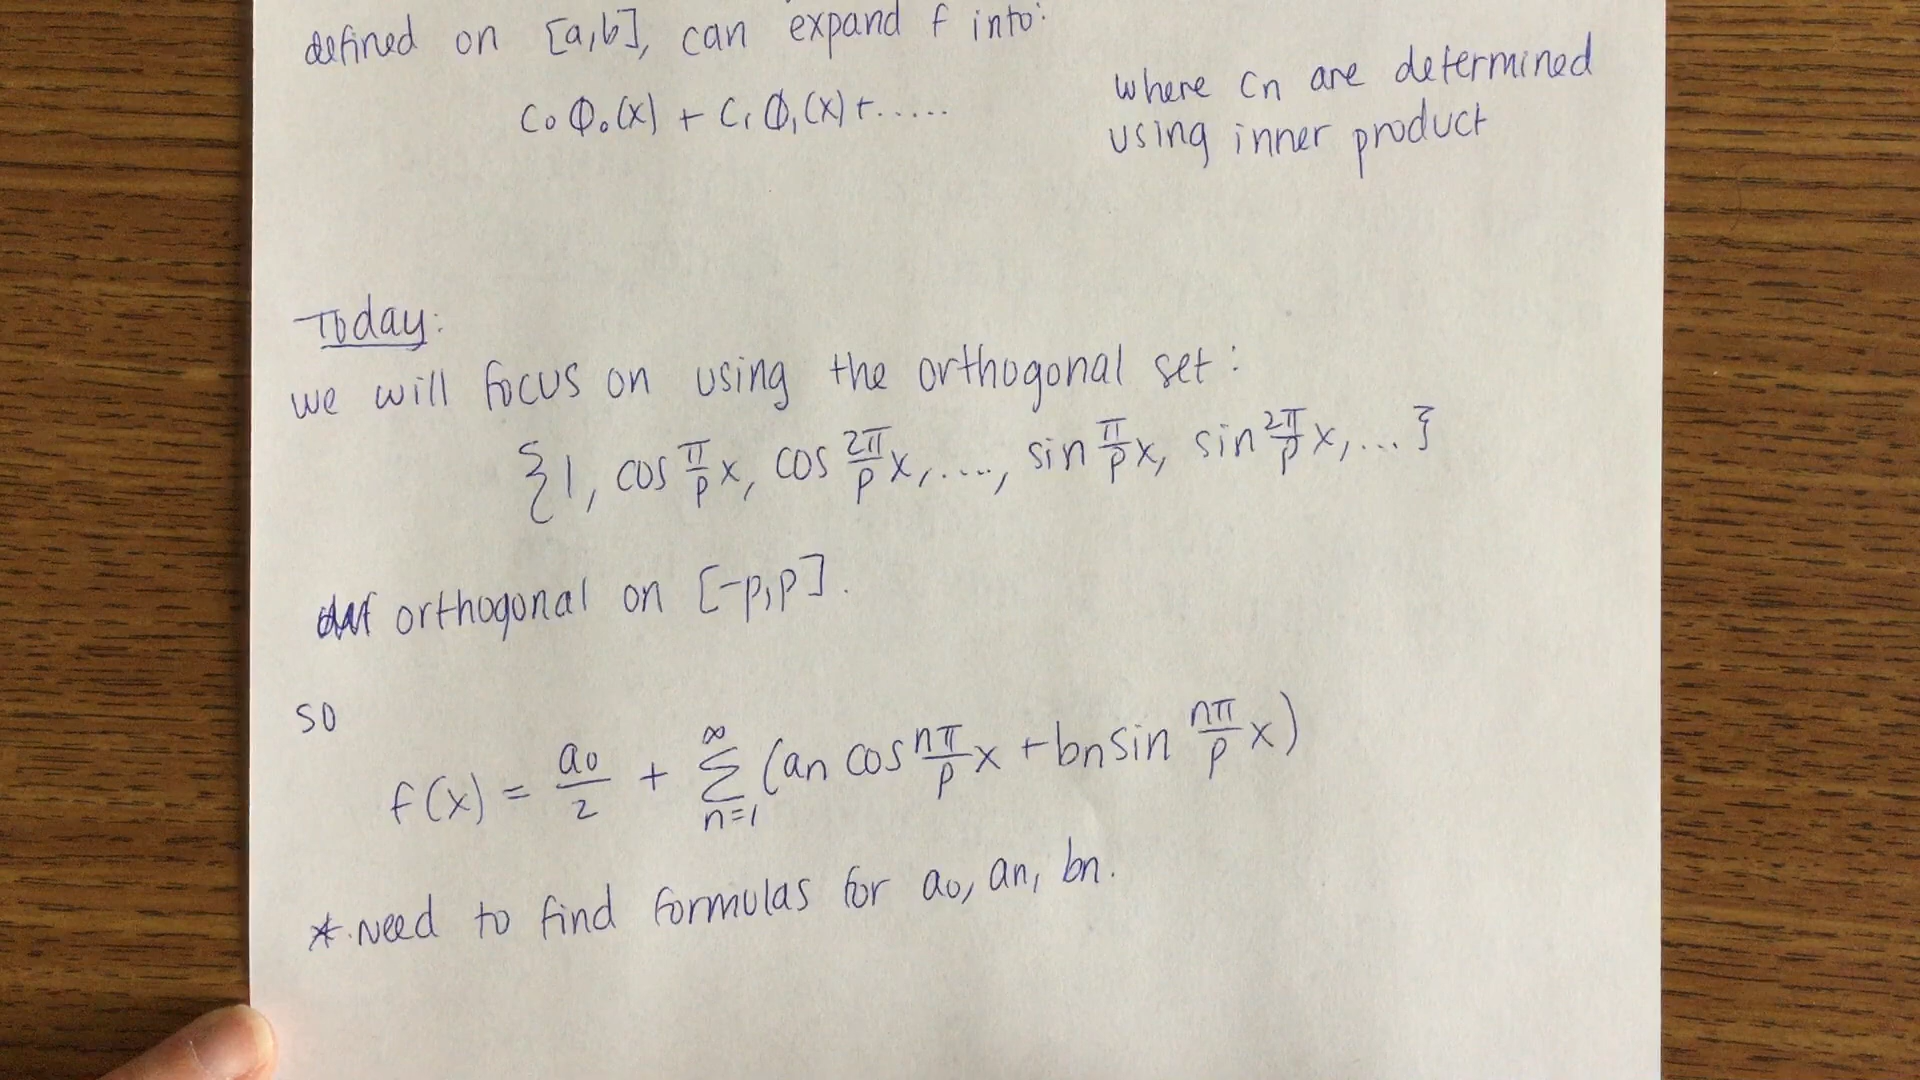 defined on [a,b], can expand f into:
c₀ϕ₀(x) + c₁ϕ₁(x) + .....
where cn are determined
using inner product
Today:
we will focus on using the orthogonal set:
{1, cos π/p x, cos 2π/p x, ...., sin π/p x, sin 2π/p x, ... }
orthogonal on [-p,p].
so
f(x) = a₀/2 + ∞ Σ n=1 (an cos nπ/p x + bn sin nπ/p x)
* need to find formulas for a₀, an, bn.